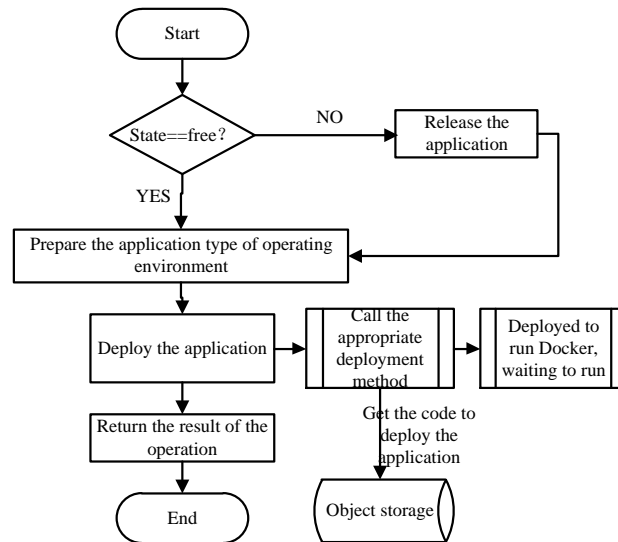 Start
State==free？
NO
Release the
application
YES
Prepare the application type of operating
environment
Deploy the application
Call the
appropriate
deployment
method
Deployed to
run Docker,
waiting to run
Return the result of the
operation
Get the code to
deploy the
application
End
Object storage